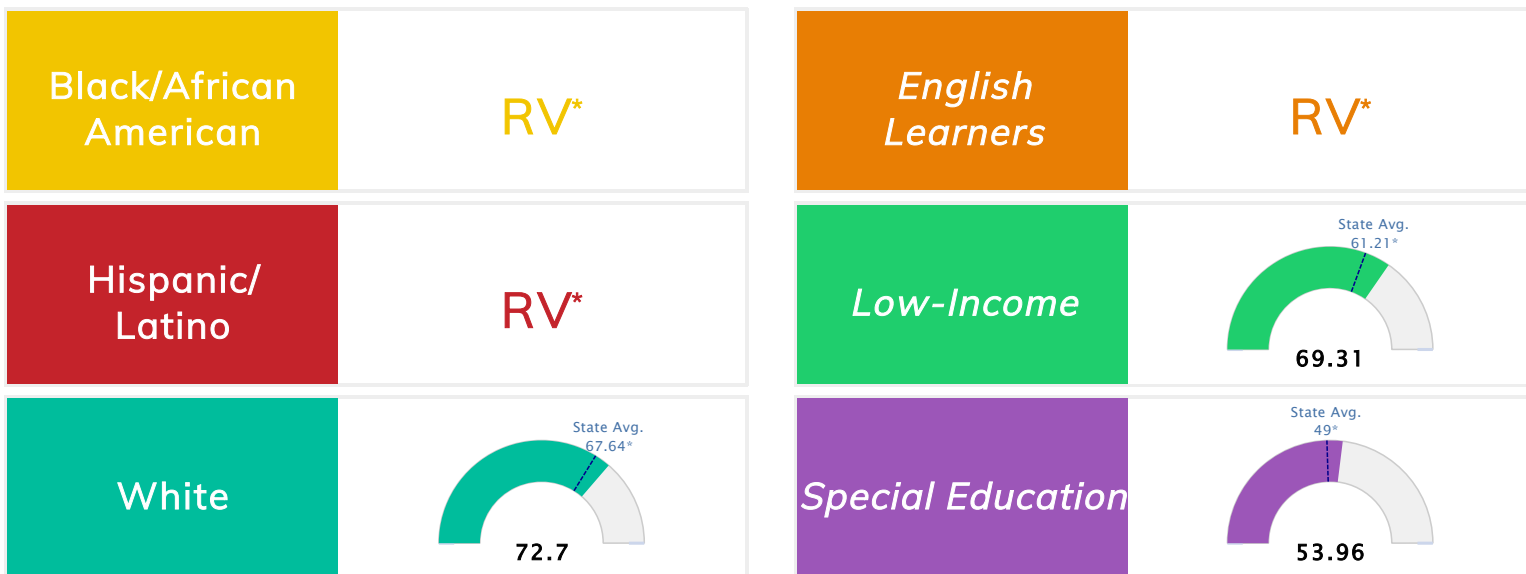 Black/African
American
RV*
English
Learners
RV*
Hispanic/
Latino
RV*
Low-Income
State Avg.
61.21*
69.31
White
State Avg.
67.64*
72.7
Special Education
State Avg.
49*
53.96